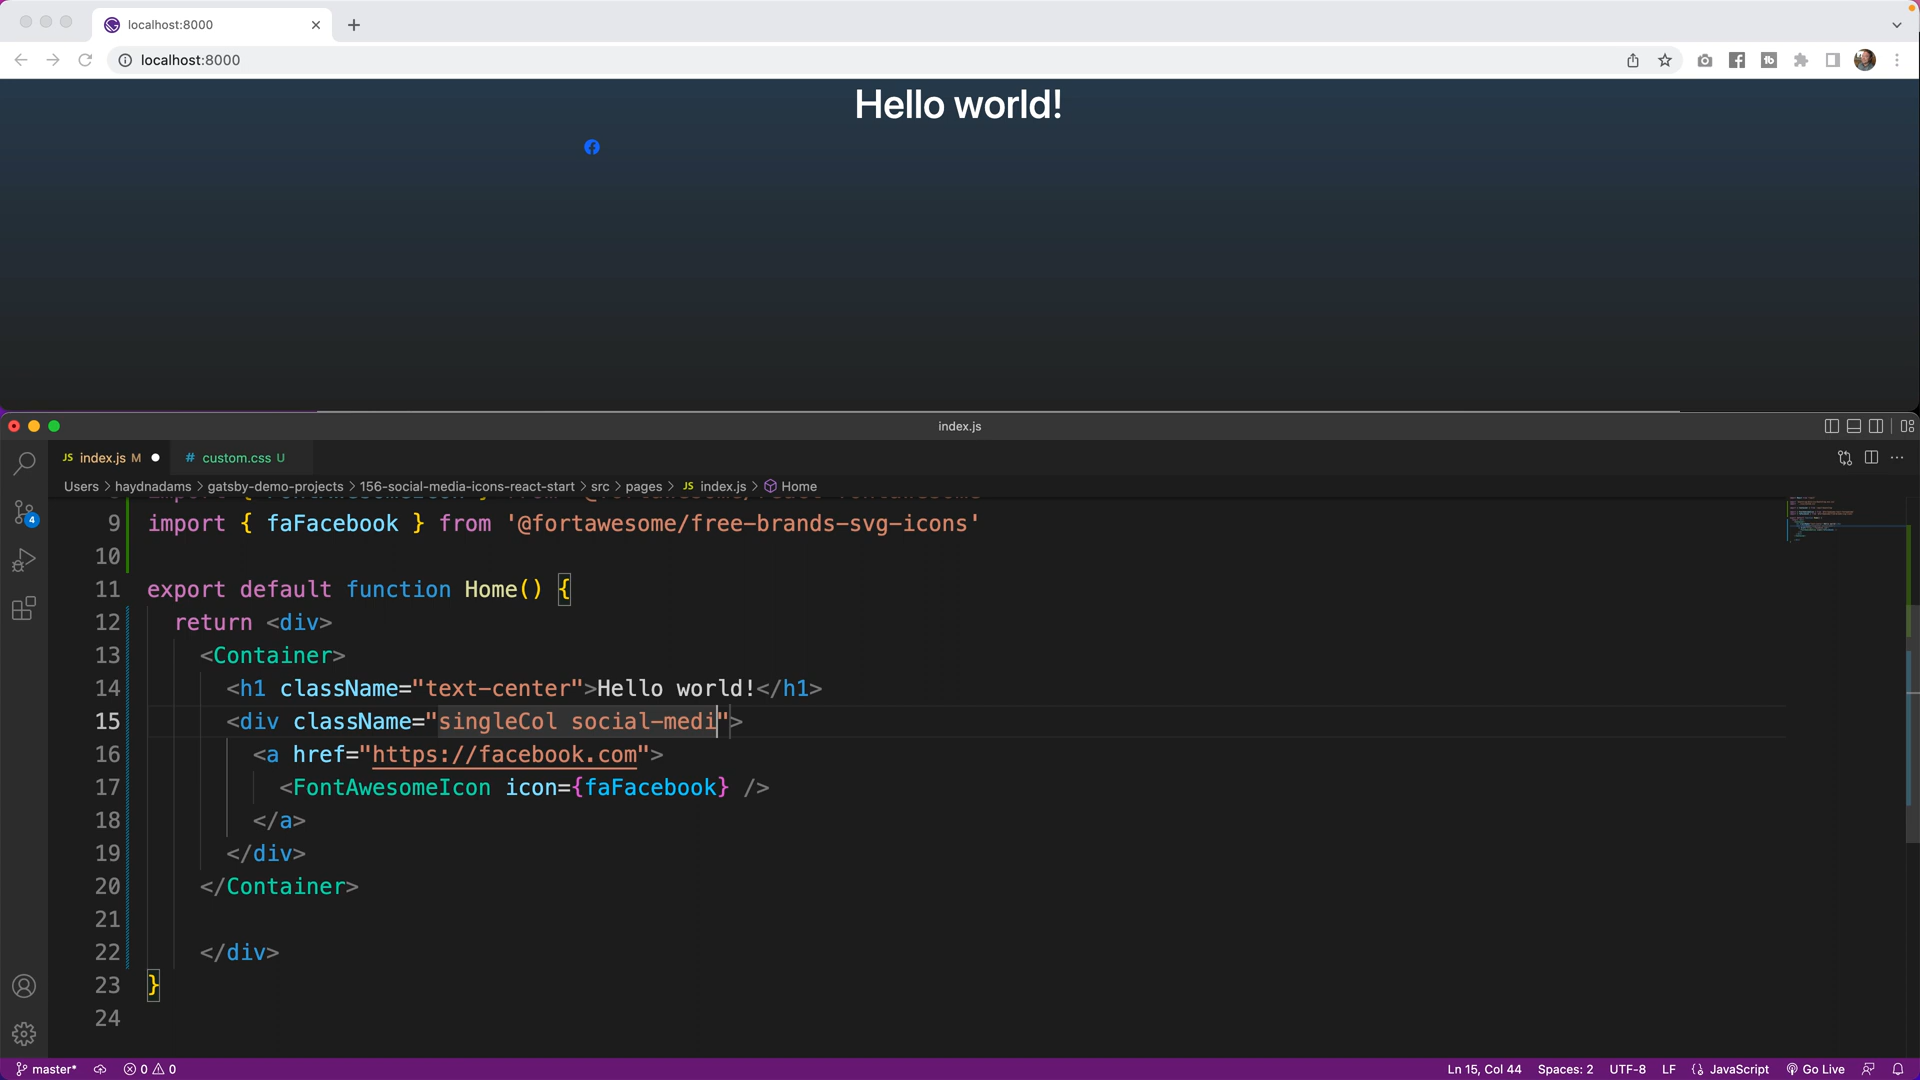 localhost:8000
localhost:8000
Hello world!
index.js
JS index.js M
# custom.css U
Users > haydnadams > gatsby-demo-projects > 156-social-media-icons-react-start > src > pages > JS index.js > Home
9 import { faFacebook } from '@fortawesome/free-brands-svg-icons'
10
11 export default function Home() {
12 return <div>
13 <Container>
14 <h1 className="text-center">Hello world!</h1>
15 <div className="singleCol social-medi">
16 <a href="https://facebook.com">
17 <FontAwesomeIcon icon={faFacebook} />
18 </a>
19 </div>
20 </Container>
21
22 </div>
23 }
24
4
master* 0 0 Ln 15, Col 44 Spaces: 2 UTF-8 LF JavaScript Go Live